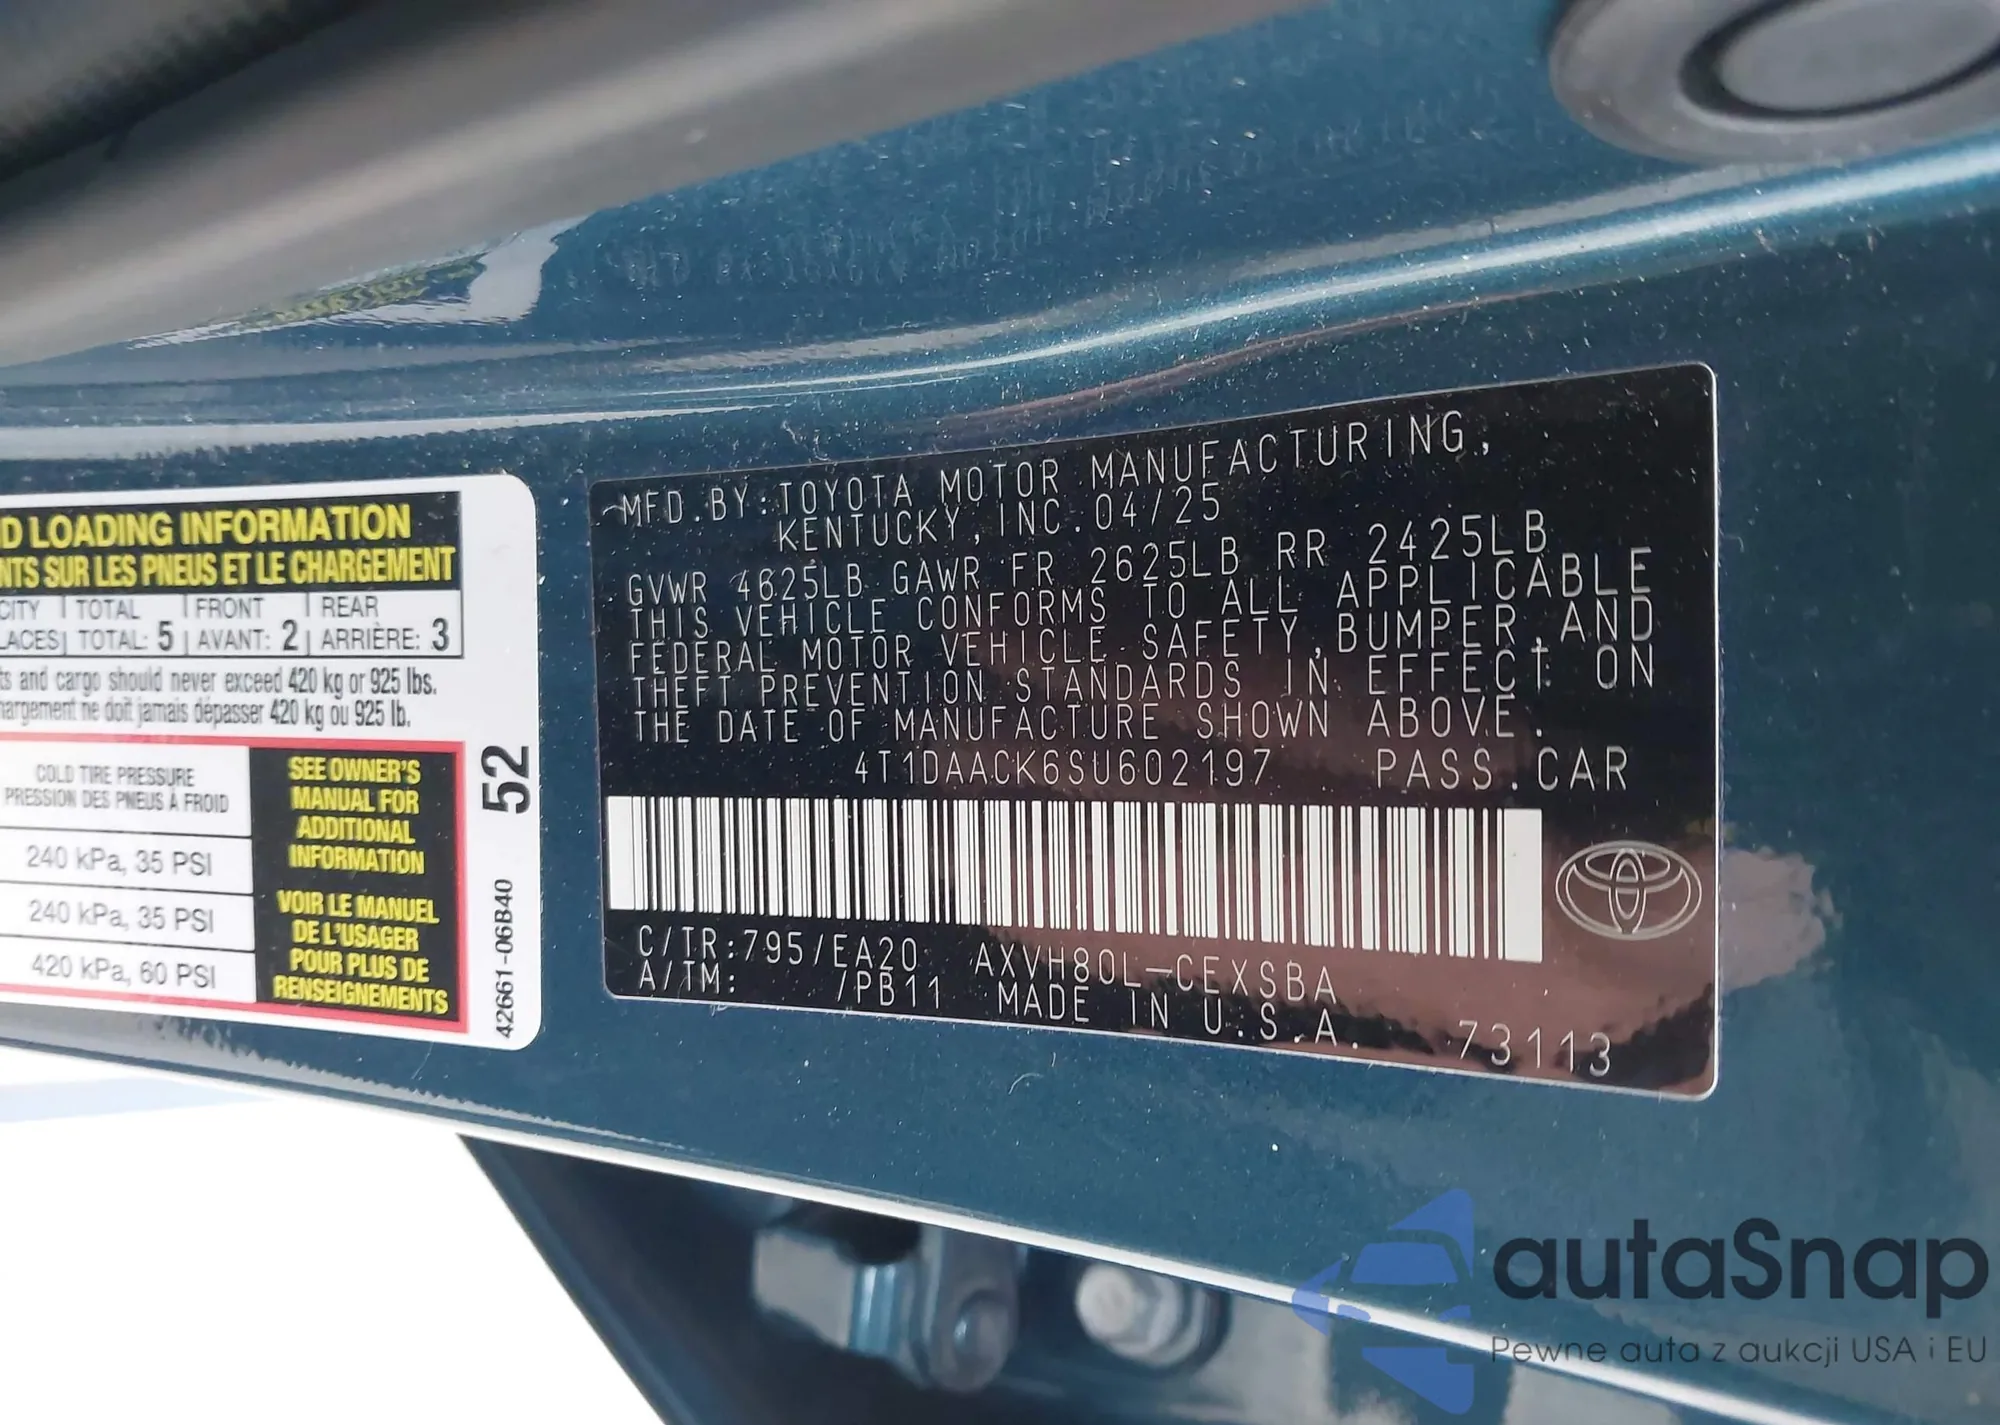 D LOADING INFORMATION
NTS SUR LES PNEUS ET LE CHARGEMENT
CITY TOTAL FRONT REAR
LACES TOTAL: 5 AVANT: 2 ARRIÈRE: 3
ts and cargo should never exceed 420 kg or 925 lbs.
hargement ne doit jamais dépasser 420 kg ou 925 lb.
COLD TIRE PRESSURE
PRESSION DES PNEUS À FROID
240 kPa, 35 PSI
240 kPa, 35 PSI
420 kPa, 60 PSI
SEE OWNER'S
MANUAL FOR
ADDITIONAL
INFORMATION
VOIR LE MANUEL
DE L'USAGER
POUR PLUS DE
RENSEIGNEMENTS
52
42661-06B40
MFD.BY:TOYOTA MOTOR MANUFACTURING,
KENTUCKY,INC.04/25
GVWR 4625LB GAWR FR 2625LB RR 2425LB
THIS VEHICLE CONFORMS TO ALL APPLICABLE
FEDERAL MOTOR VEHICLE SAFETY,BUMPER,AND
THEFT PREVENTION STANDARDS IN EFFECT ON
THE DATE OF MANUFACTURE SHOWN ABOVE.
4T1DAACK6SU602197 PASS.CAR
C/TR:795/EA20 AXVH80L-CEXSBA
A/TM: /PB11 MADE IN U.S.A. 73113
autaSnap
Pewne auta z aukcji USA i EU